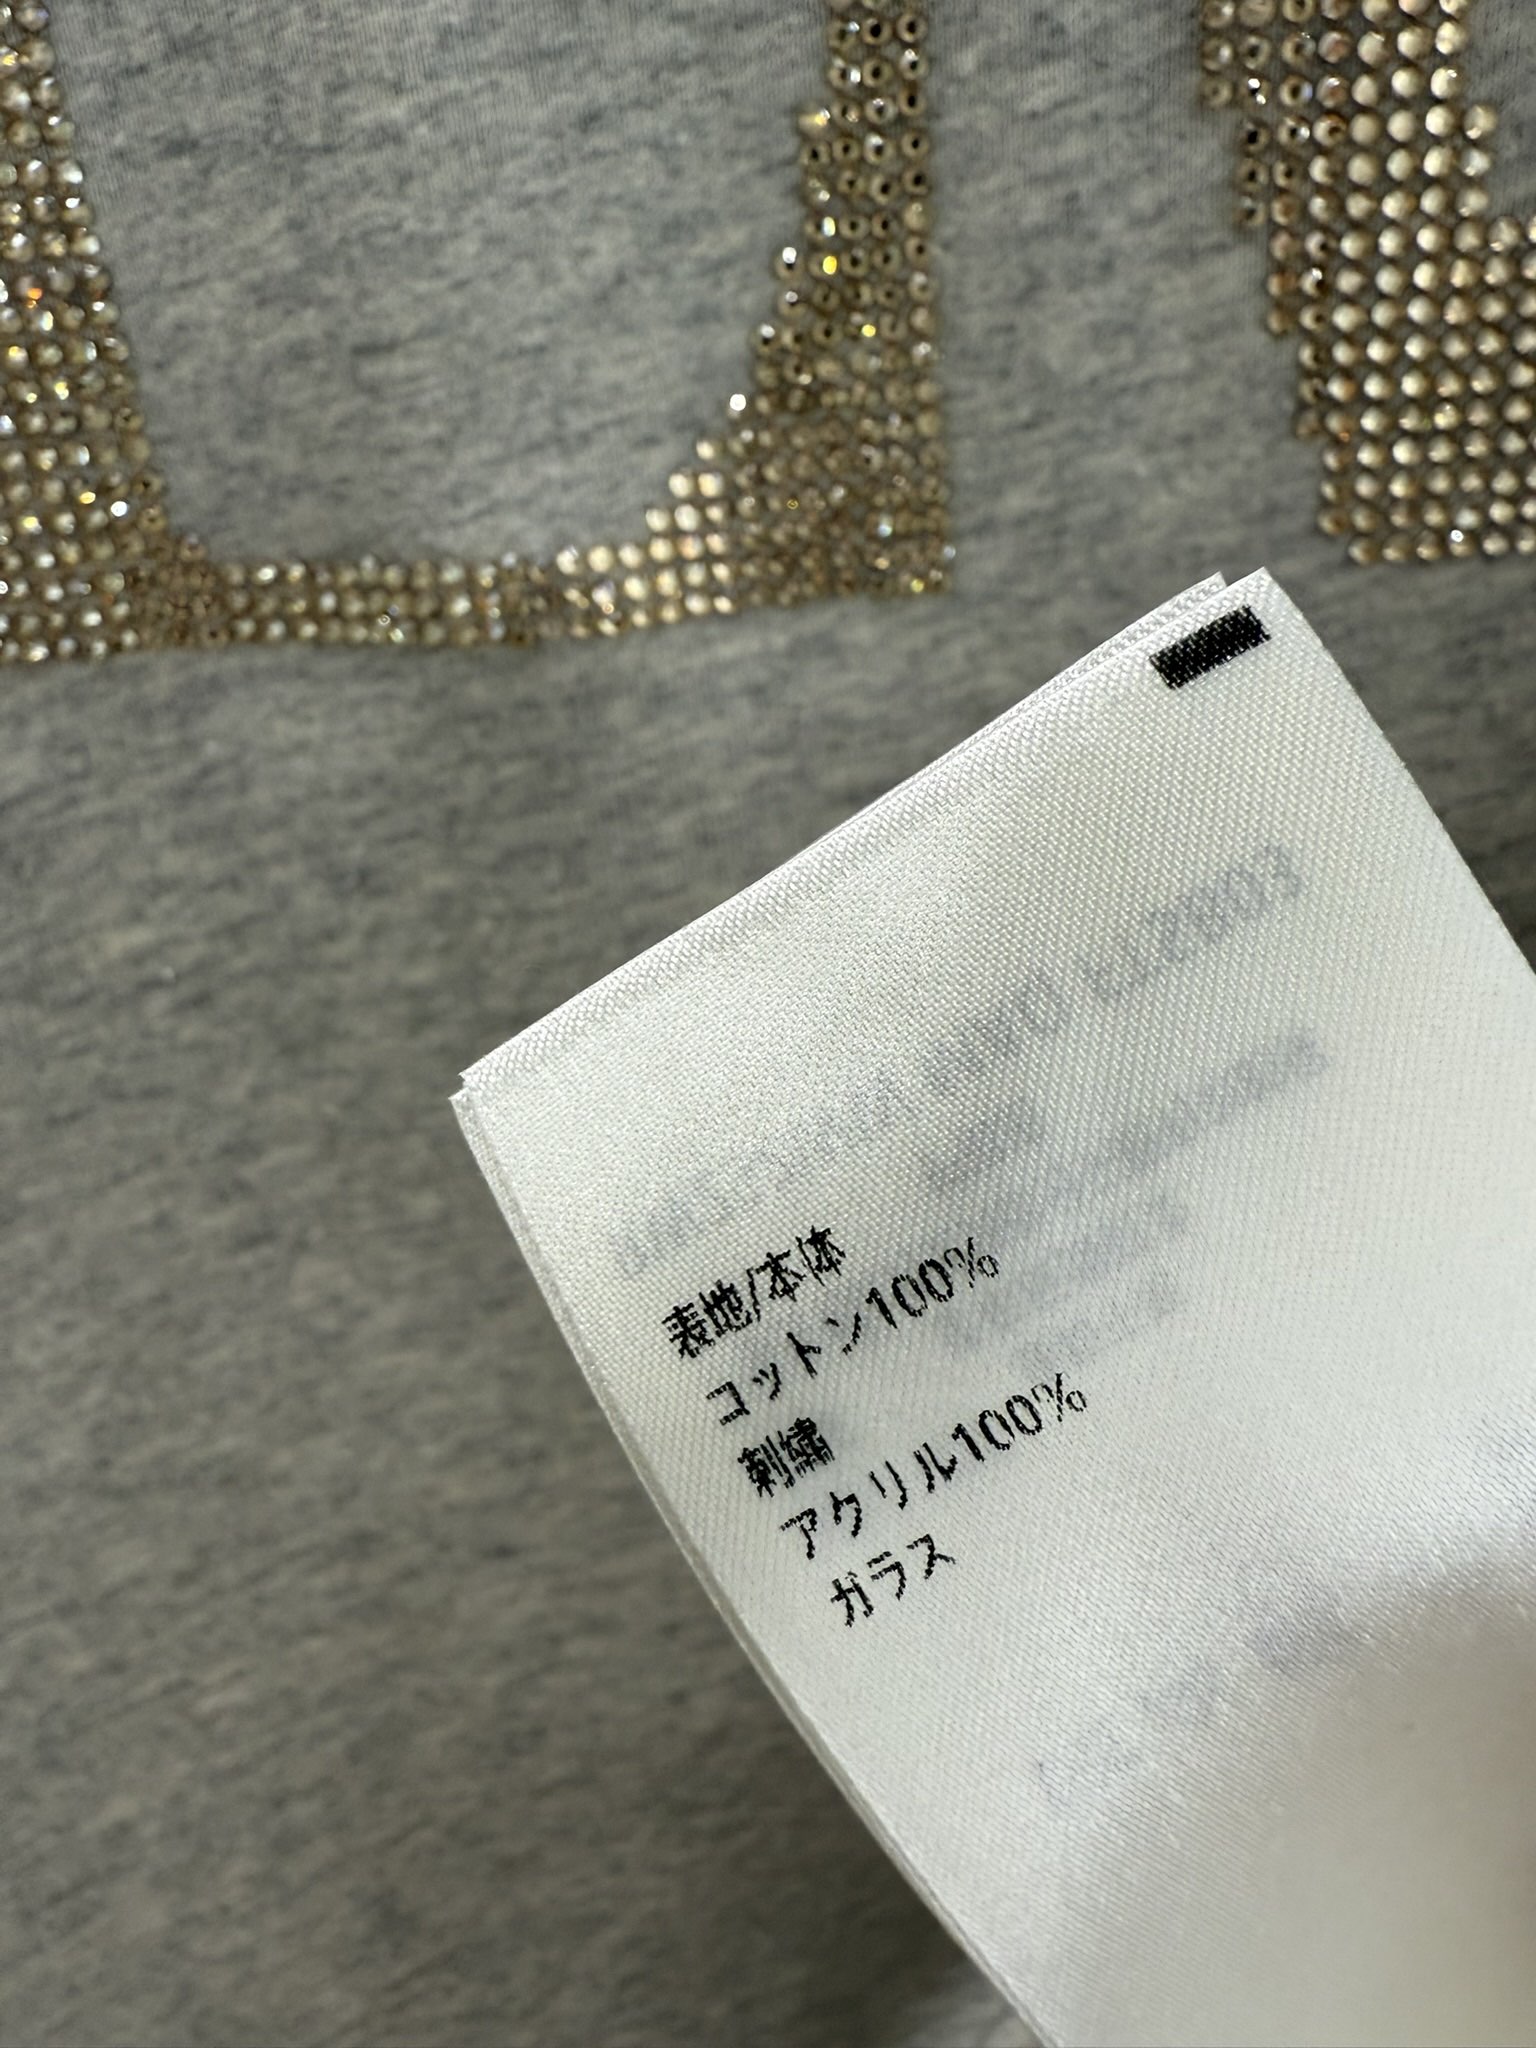 表地/本体
コットン100%
刺繍
アクリル100%
ガラス